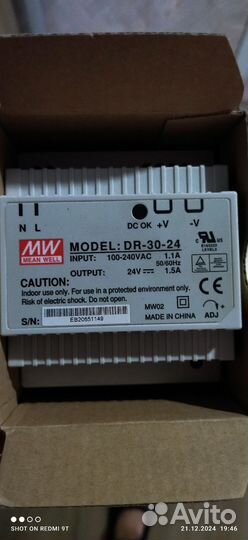 DC OK +V -V
N L
MW
MEAN WELL
MODEL: DR-30-24
INPUT: 100-240VAC 1.1A
50/60Hz
OUTPUT: 24V 1.5A
CAUTION:
Indoor use only. For use in a protected environment only.
Risk of electric shock. Do not open.
MW02
MADE IN CHINA
ADJ
S/N:
EB20651149
SHOT ON REDMI 9T
21.12.2024 19:46
Avito